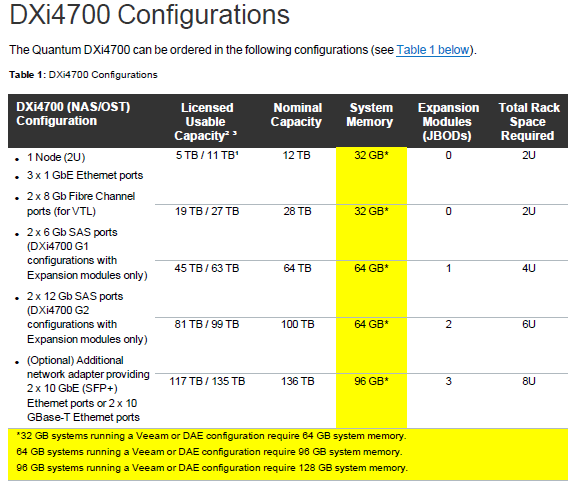 DXi4700 Configurations
The Quantum DXi4700 can be ordered in the following configurations (see Table 1 below).
Table 1: DXi4700 Configurations
DXi4700 (NAS/OST)
Configuration
Licensed
Usable
Capacity² ³
Nominal
Capacity
System
Memory
Expansion
Modules
(JBODs)
Total Rack
Space
Required
• 1 Node (2U)
• 3 x 1 GbE Ethernet ports
• 2 x 8 Gb Fibre Channel
ports (for VTL)
• 2 x 6 Gb SAS ports
(DXi4700 G1
configurations with
Expansion modules only)
• 2 x 12 Gb SAS ports
(DXi4700 G2
configurations with
Expansion modules only)
• (Optional) Additional
network adapter providing
2 x 10 GbE (SFP+)
Ethernet ports or 2 x 10
GBase-T Ethernet ports
5 TB / 11 TB¹ 12 TB 32 GB* 0 2U
19 TB / 27 TB 28 TB 32 GB* 0 2U
45 TB / 63 TB 64 TB 64 GB* 1 4U
81 TB / 99 TB 100 TB 64 GB* 2 6U
117 TB / 135 TB 136 TB 96 GB* 3 8U
*32 GB systems running a Veeam or DAE configuration require 64 GB system memory.
64 GB systems running a Veeam or DAE configuration require 96 GB system memory.
96 GB systems running a Veeam or DAE configuration require 128 GB system memory.